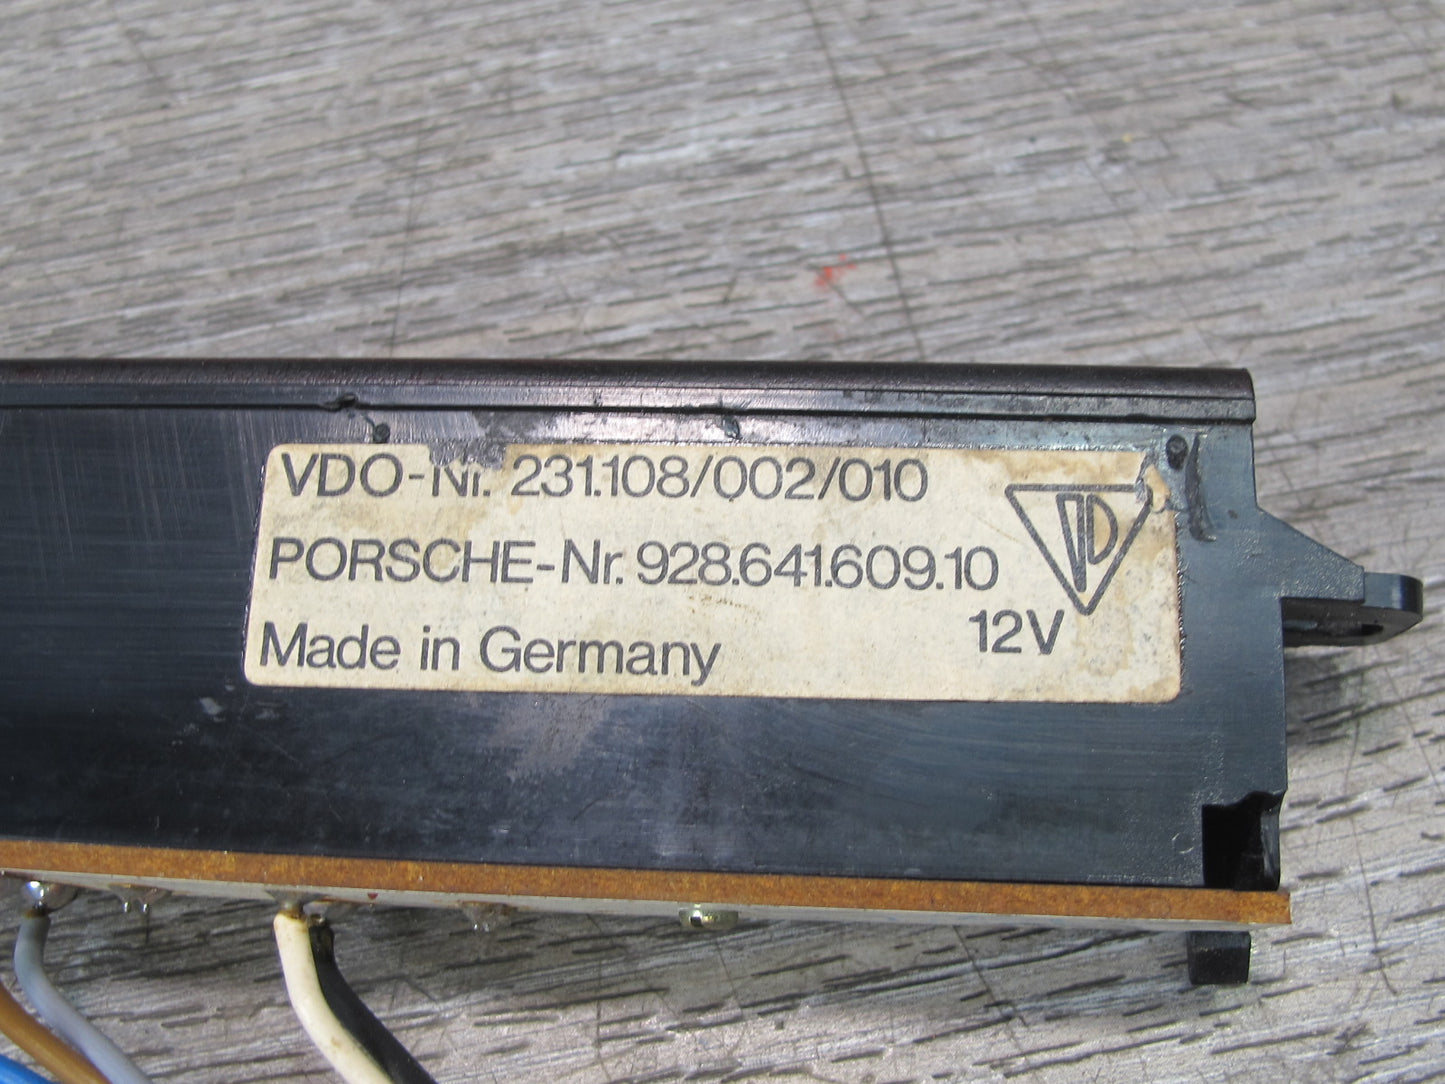 VDO-Nr. 231.108/002/010
PORSCHE-Nr. 928.641.609.10
12V
Made in Germany